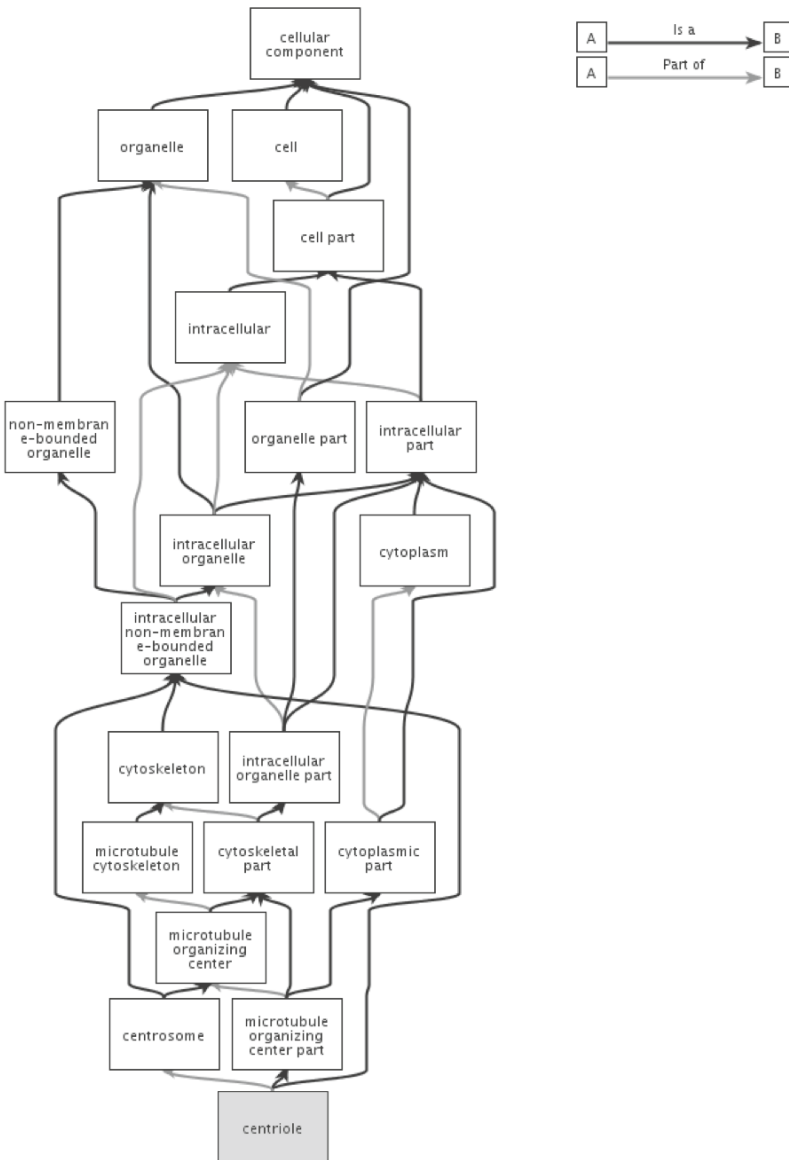 cellular
component
A
Is a
B
A
Part of
B
organelle
cell
cell part
intracellular
non-membran
e-bounded
organelle
organelle part
intracellular
part
intracellular
organelle
cytoplasm
intracellular
non-membran
e-bounded
organelle
cytoskeleton
intracellular
organelle part
microtubule
cytoskeleton
cytoskeletal
part
cytoplasmic
part
microtubule
organizing
center
centrosome
microtubule
organizing
center part
centriole